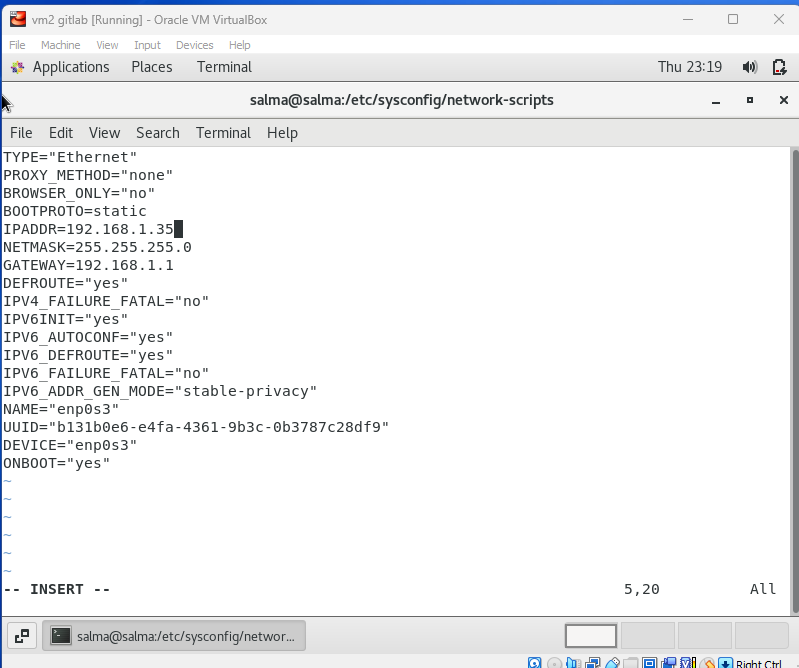 vm2 gitlab [Running] - Oracle VM VirtualBox
File Machine View Input Devices Help
Applications Places Terminal Thu 23:19
salma@salma:/etc/sysconfig/network-scripts
File Edit View Search Terminal Help
TYPE="Ethernet"
PROXY_METHOD="none"
BROWSER_ONLY="no"
BOOTPROTO=static
IPADDR=192.168.1.35
NETMASK=255.255.255.0
GATEWAY=192.168.1.1
DEFROUTE="yes"
IPV4_FAILURE_FATAL="no"
IPV6INIT="yes"
IPV6_AUTOCONF="yes"
IPV6_DEFROUTE="yes"
IPV6_FAILURE_FATAL="no"
IPV6_ADDR_GEN_MODE="stable-privacy"
NAME="enp0s3"
UUID="b131b0e6-e4fa-4361-9b3c-0b3787c28df9"
DEVICE="enp0s3"
ONBOOT="yes"
~
~
~
~
~
~
-- INSERT -- 5,20 All
salma@salma:/etc/sysconfig/networ...
Right Ctrl